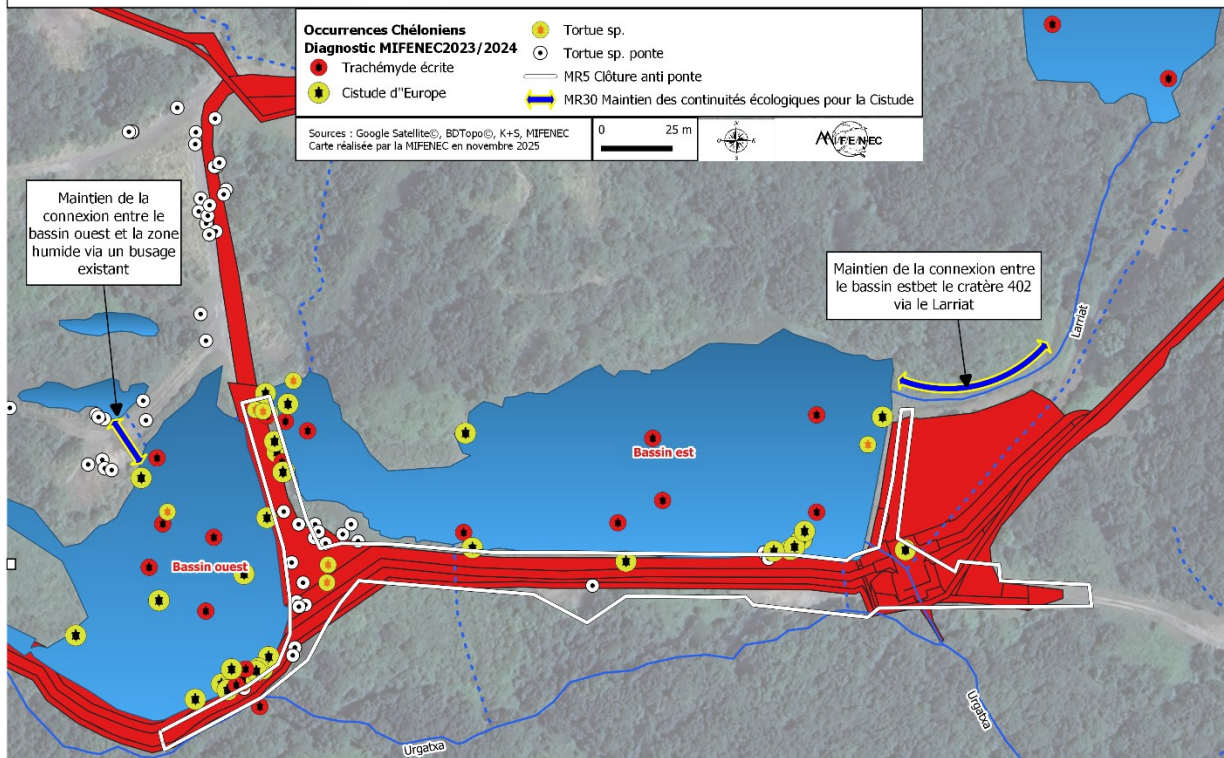 Occurrences Chéloniens
Diagnostic MIFENEC2023/2024
Trachémyde écrite
Cistude d"Europe
Tortue sp.
Tortue sp. ponte
MR5 Clôture anti ponte
MR30 Maintien des continuités écologiques pour la Cistude
Sources : Google Satellite©, BDTopo©, K+S, MIFENEC
Carte réalisée par la MIFENEC en novembre 2025
0 25 m
N
O E
S
MIFENEC
Maintien de la
connexion entre le
bassin ouest et la zone
humide via un busage
existant
Maintien de la connexion entre
le bassin estbet le cratère 402
via le Larriat
Larriat
Bassin est
Bassin ouest
Urgatxa
Urgatxa